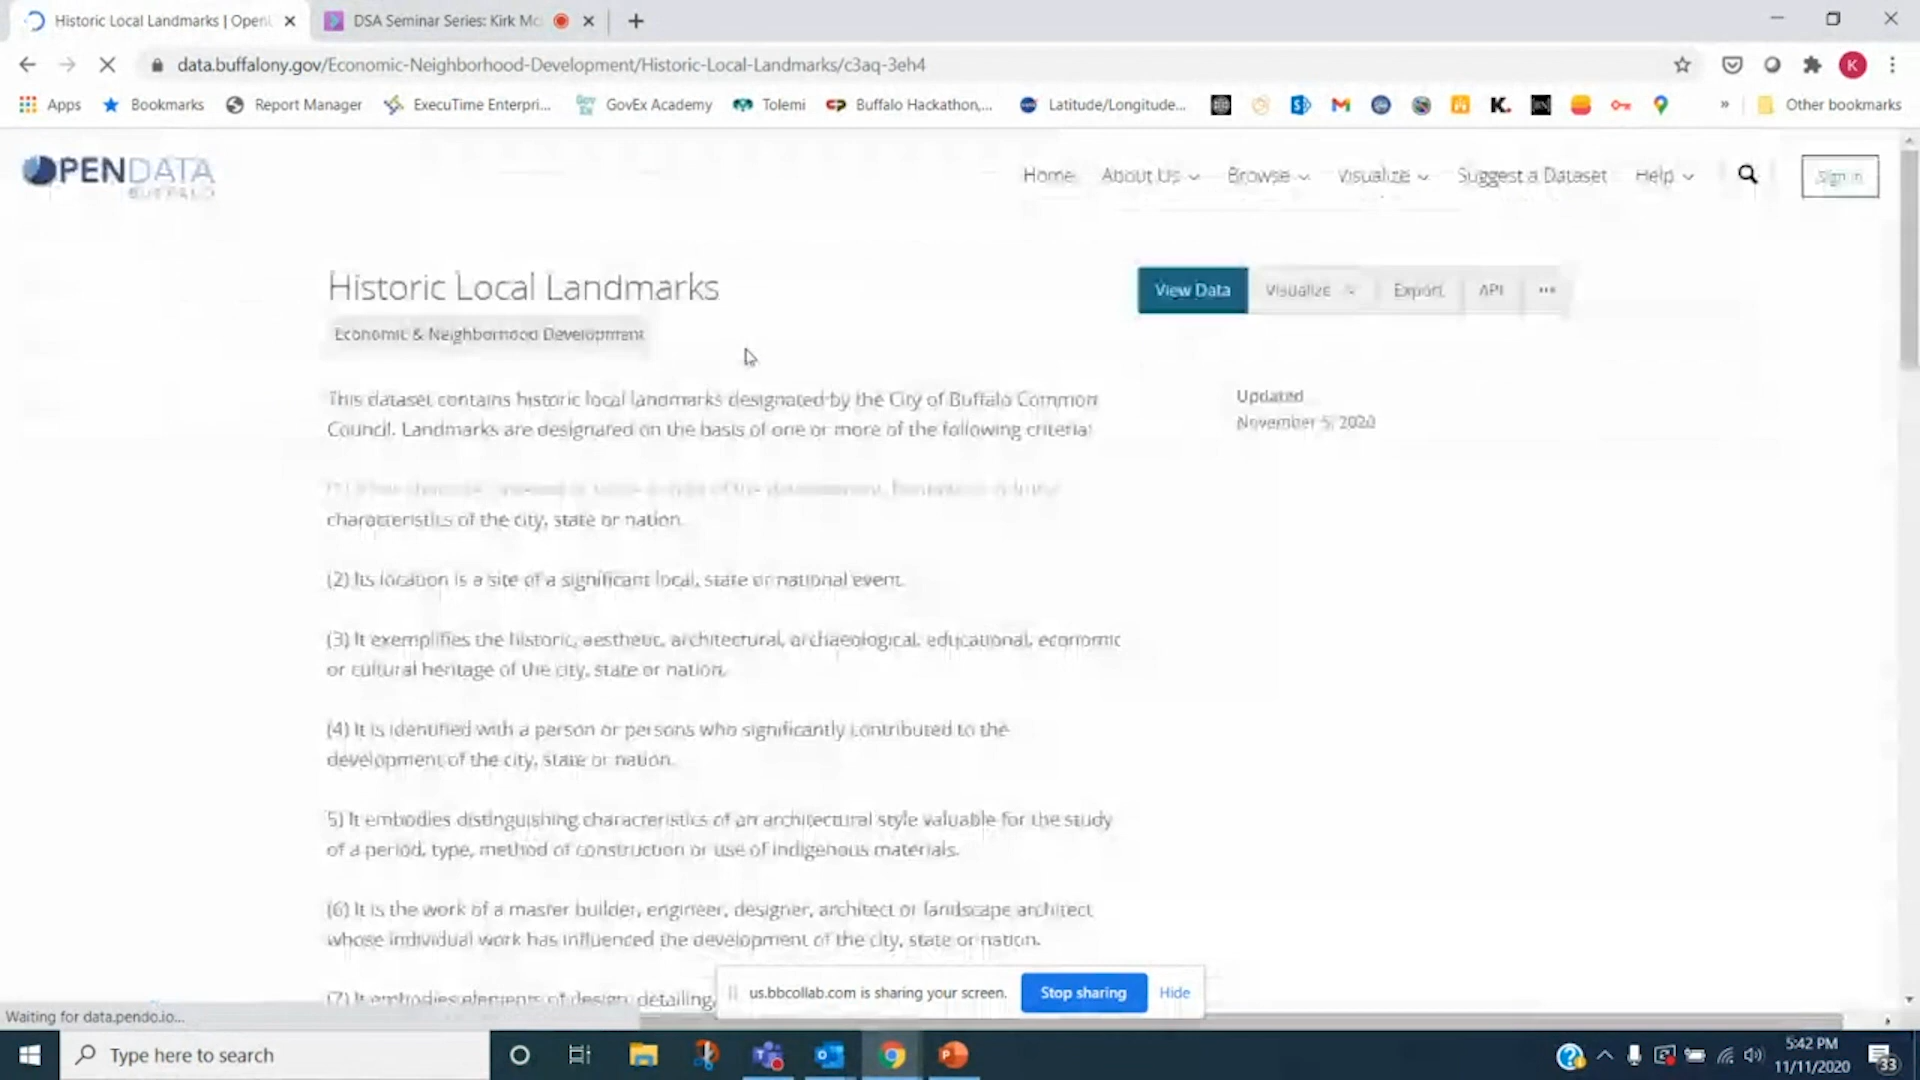 Historic Local Landmarks | Open
DSA Seminar Series: Kirk Mc
data.buffalony.gov/Economic-Neighborhood-Development/Historic-Local-Landmarks/c3aq-3eh4
K
Apps
Bookmarks
Report Manager
ExecuTime Enterpri...
GovEx Academy
Tolemi
Buffalo Hackathon,...
Latitude/Longitude...
K.
»
Other bookmarks
OPENDATA
BUFFALO
Home
About Us
Browse
Visualize
Suggest a Dataset
Help
Sign In
Historic Local Landmarks
View Data
Visualize
Export
API
...
Economic & Neighborhood Development
This dataset contains historic local landmarks designated by the City of Buffalo Common
Council. Landmarks are designated on the basis of one or more of the following criteria:
Updated
November 5, 2020
characteristics of the city, state or nation.
(2) Its location is a site of a significant local, state or national event.
(3) It exemplifies the historic, aesthetic, architectural, archaeological, educational, economic
or cultural heritage of the city, state or nation.
(4) It is identified with a person or persons who significantly contributed to the
development of the city, state or nation.
5) It embodies distinguishing characteristics of an architectural style valuable for the study
of a period, type, method of construction or use of indigenous materials.
(6) It is the work of a master builder, engineer, designer, architect or landscape architect
whose individual work has influenced the development of the city, state or nation.
(7) It embodies elements of design, detailing,
us.bbcollab.com is sharing your screen.
Stop sharing
Hide
Waiting for data.pendo.io...
Type here to search
5:42 PM
11/11/2020
33